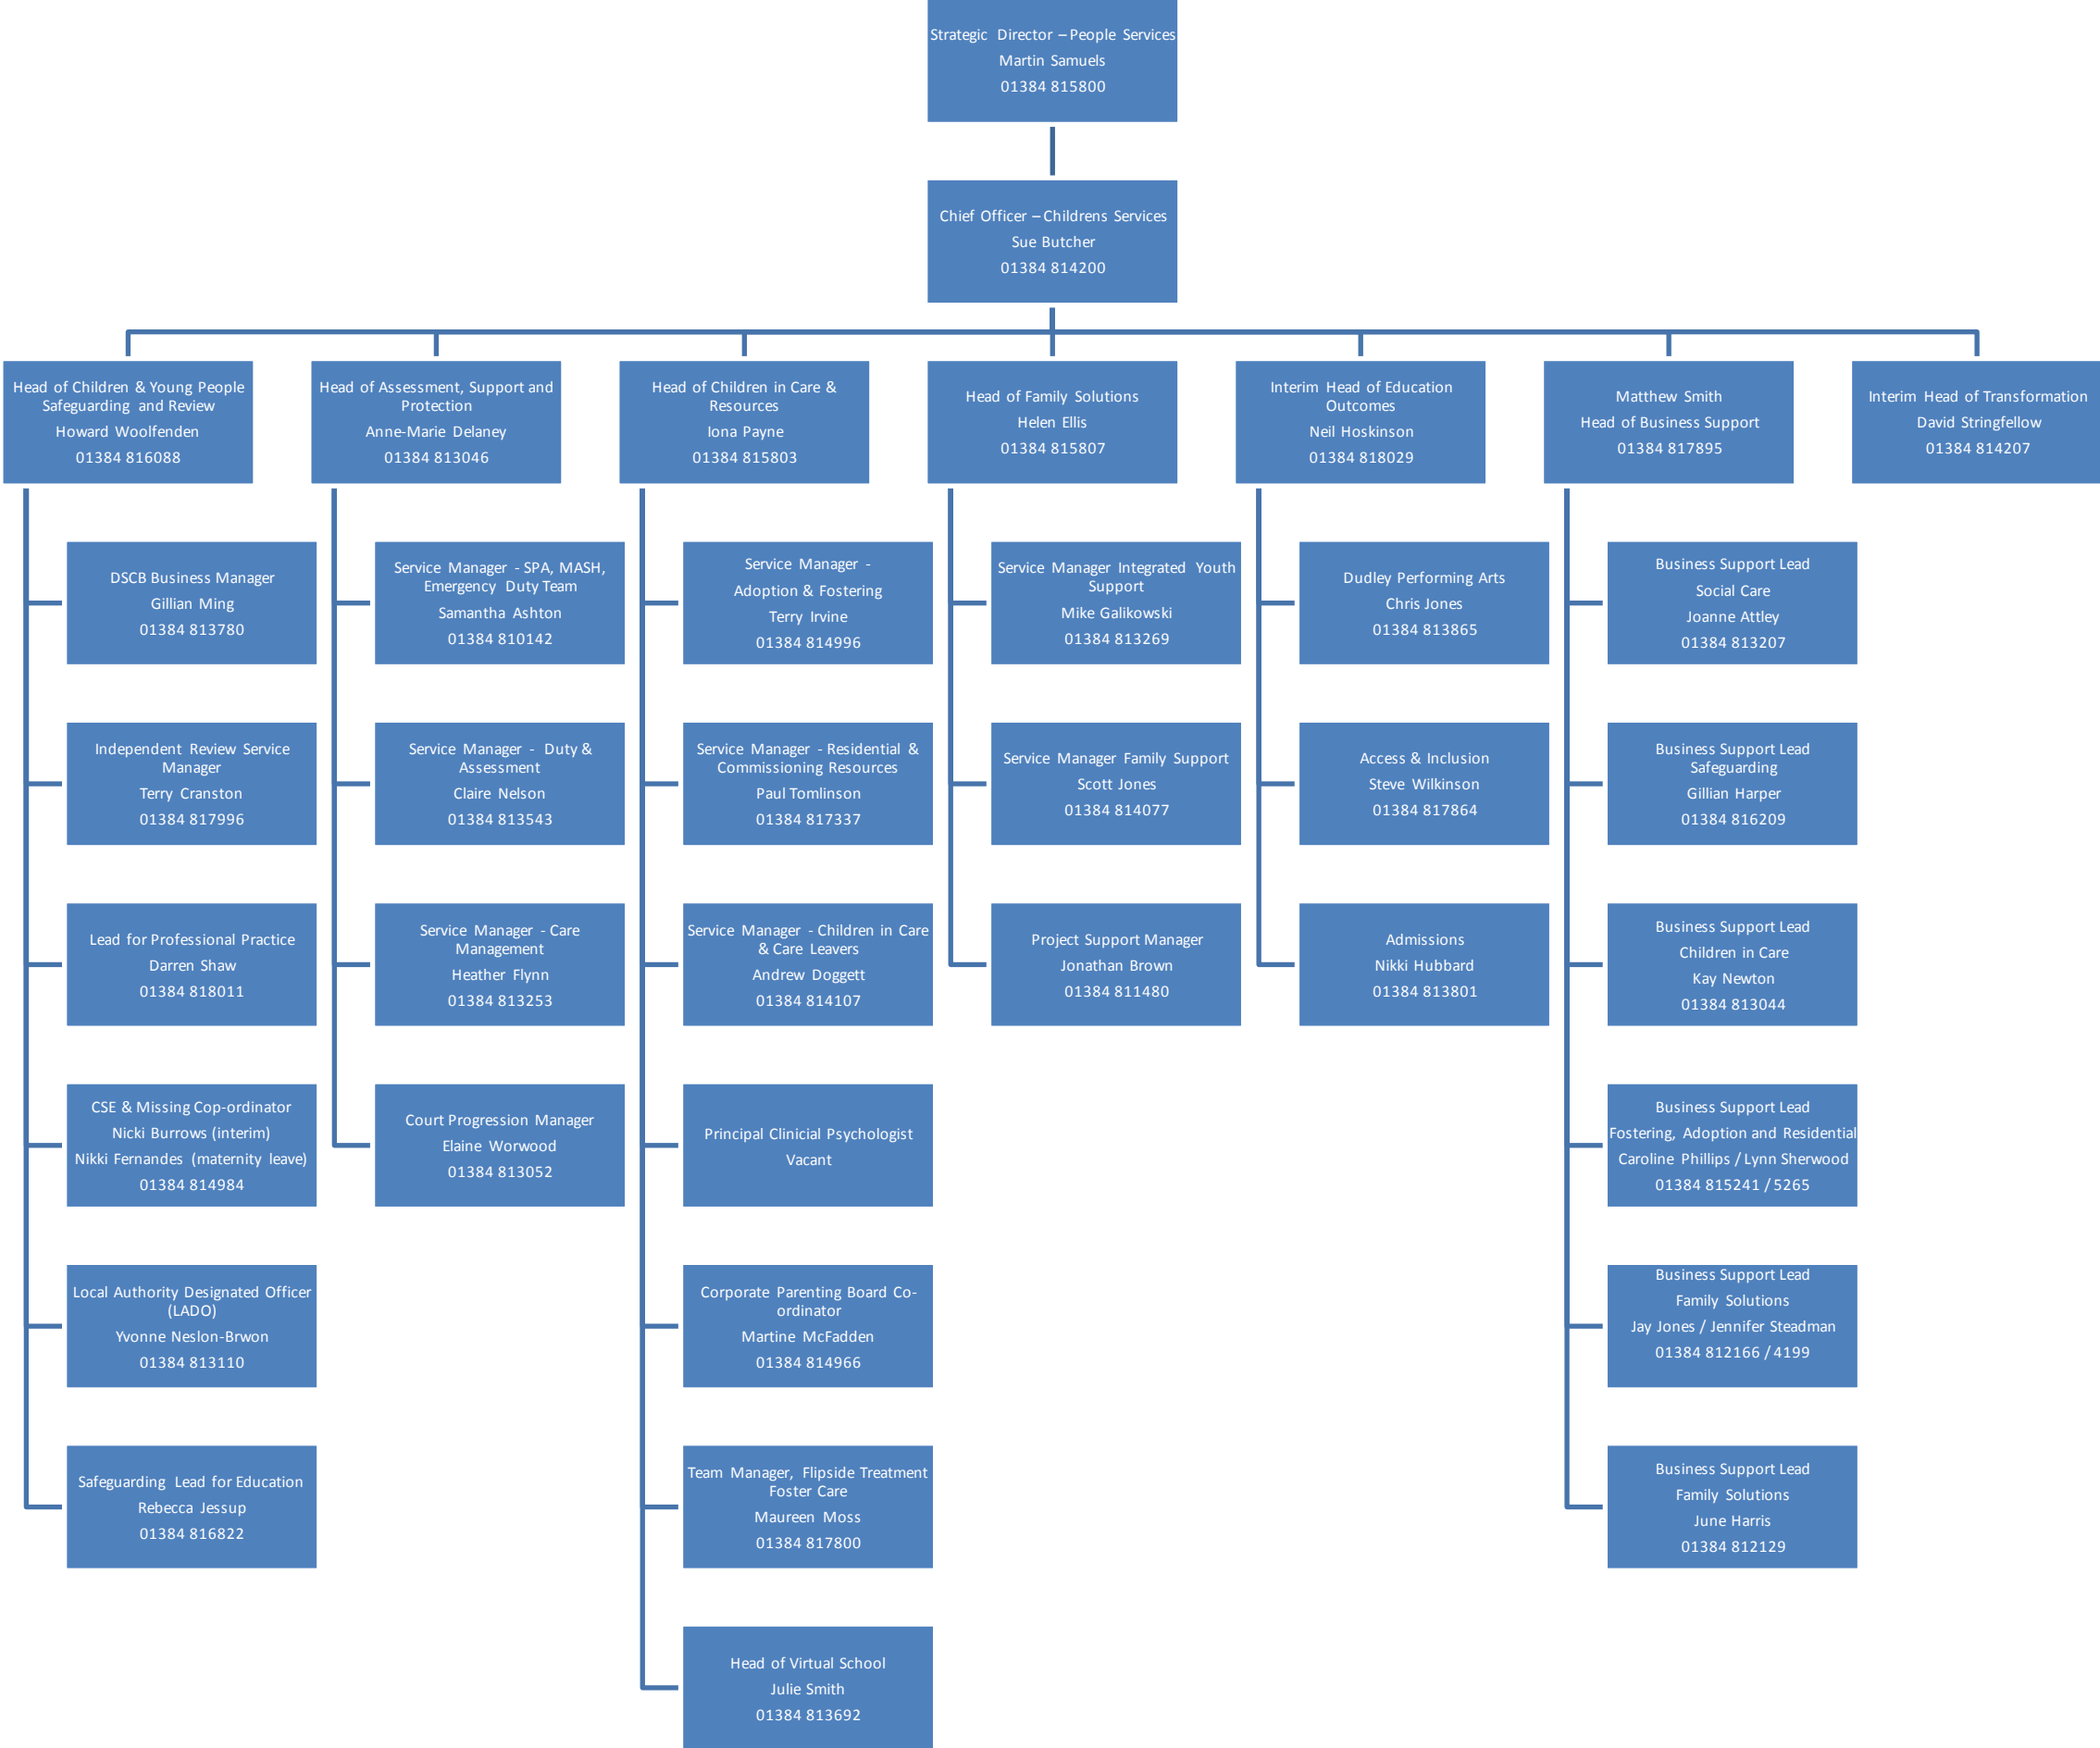 Strategic Director – People Services
Martin Samuels
01384 815800
Chief Officer – Childrens Services
Sue Butcher
01384 814200
Head of Children & Young People
Safeguarding and Review
Howard Woolfenden
01384 816088
DSCB Business Manager
Gillian Ming
01384 813780
Independent Review Service
Manager
Terry Cranston
01384 817996
Lead for Professional Practice
Darren Shaw
01384 818011
CSE & Missing Cop-ordinator
Nicki Burrows (interim)
Nikki Fernandes (maternity leave)
01384 814984
Local Authority Designated Officer
(LADO)
Yvonne Neslon-Brwon
01384 813110
Safeguarding Lead for Education
Rebecca Jessup
01384 816822
Head of Assessment, Support and
Protection
Anne-Marie Delaney
01384 813046
Service Manager - SPA, MASH,
Emergency Duty Team
Samantha Ashton
01384 810142
Service Manager - Duty &
Assessment
Claire Nelson
01384 813543
Service Manager - Care
Management
Heather Flynn
01384 813253
Court Progression Manager
Elaine Worwood
01384 813052
Head of Children in Care &
Resources
Iona Payne
01384 815803
Service Manager -
Adoption & Fostering
Terry Irvine
01384 814996
Service Manager - Residential &
Commissioning Resources
Paul Tomlinson
01384 817337
Service Manager - Children in Care
& Care Leavers
Andrew Doggett
01384 814107
Principal Clinicial Psychologist
Vacant
Corporate Parenting Board Co-
ordinator
Martine McFadden
01384 814966
Team Manager, Flipside Treatment
Foster Care
Maureen Moss
01384 817800
Head of Virtual School
Julie Smith
01384 813692
Head of Family Solutions
Helen Ellis
01384 815807
Service Manager Integrated Youth
Support
Mike Galikowski
01384 813269
Service Manager Family Support
Scott Jones
01384 814077
Project Support Manager
Jonathan Brown
01384 811480
Interim Head of Education
Outcomes
Neil Hoskinson
01384 818029
Dudley Performing Arts
Chris Jones
01384 813865
Access & Inclusion
Steve Wilkinson
01384 817864
Admissions
Nikki Hubbard
01384 813801
Matthew Smith
Head of Business Support
01384 817895
Business Support Lead
Social Care
Joanne Attley
01384 813207
Business Support Lead
Safeguarding
Gillian Harper
01384 816209
Business Support Lead
Children in Care
Kay Newton
01384 813044
Business Support Lead
Fostering, Adoption and Residential
Caroline Phillips / Lynn Sherwood
01384 815241 / 5265
Business Support Lead
Family Solutions
Jay Jones / Jennifer Steadman
01384 812166 / 4199
Business Support Lead
Family Solutions
June Harris
01384 812129
Interim Head of Transformation
David Stringfellow
01384 814207